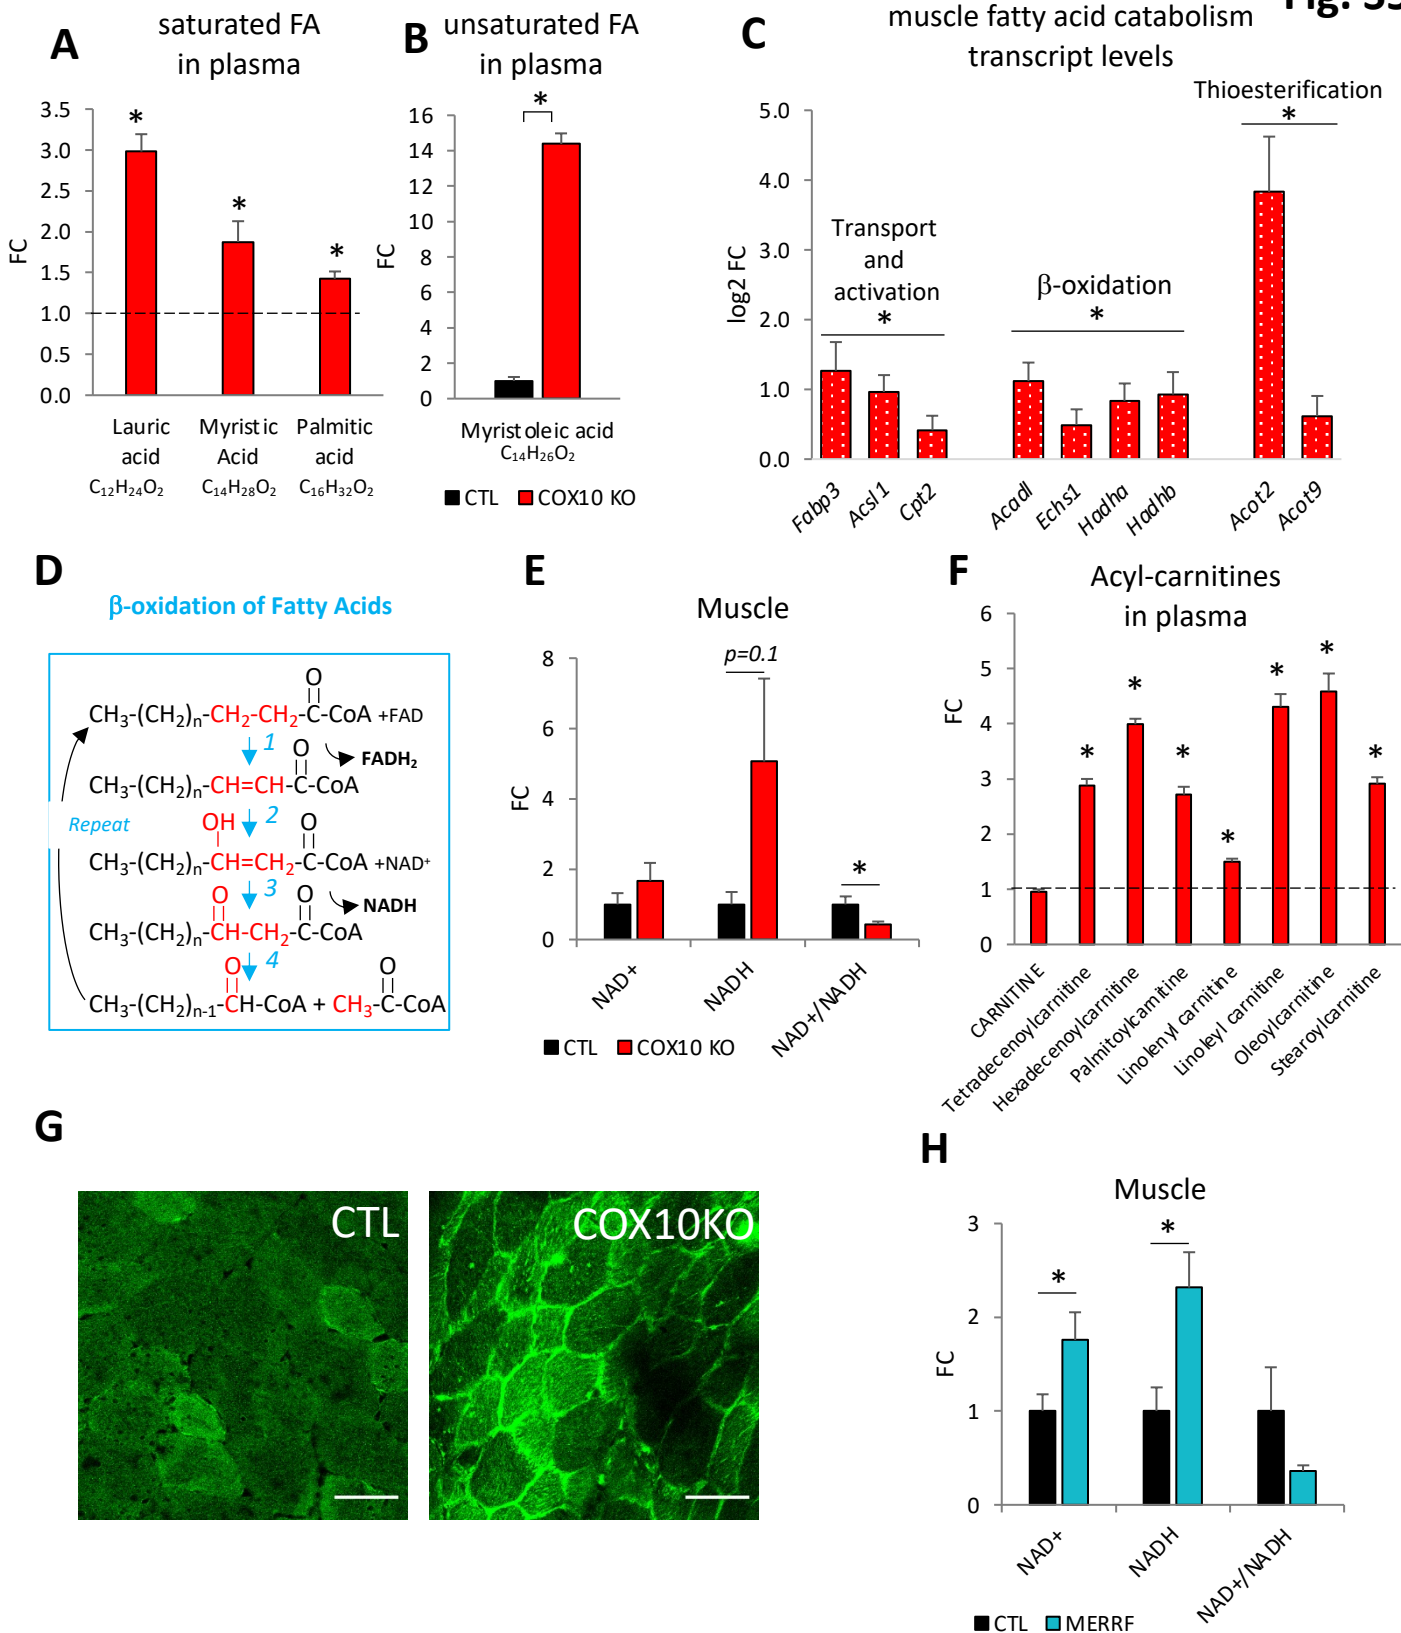 Fig. S5
A
saturated FA
in plasma
FC
3.5
3.0
2.5
2.0
1.5
1.0
0.5
0.0
*
*
*
Lauric
acid
C12H24O2
Myristic
Acid
C14H28O2
Palmitic
acid
C16H32O2
B
unsaturated FA
in plasma
FC
16
14
12
10
8
6
4
2
0
*
Myristoleic acid
C14H26O2
CTL
COX10 KO
C
muscle fatty acid catabolism
transcript levels
log2 FC
5.0
4.0
3.0
2.0
1.0
0.0
Transport
and
activation
*
β-oxidation
*
Thioesterification
*
Fabp3
Acsl1
Cpt2
Acadl
Echs1
Hadha
Hadhb
Acot2
Acot9
D
β-oxidation of Fatty Acids
O
CH3-(CH2)n-CH2-CH2-C-CoA +FAD
1
FADH2
O
CH3-(CH2)n-CH=CH-C-CoA
2
Repeat
OH
O
CH3-(CH2)n-CH=CH2-C-CoA +NAD+
3
NADH
O
O
CH3-(CH2)n-CH-CH2-C-CoA
4
O
O
CH3-(CH2)n-1-CH-CoA + CH3-C-CoA
E
Muscle
FC
8
6
4
2
0
p=0.1
*
NAD+
NADH
NAD+/NADH
CTL
COX10 KO
F
Acyl-carnitines
in plasma
FC
6
5
4
3
2
1
0
*
*
*
*
*
*
*
CARNITINE
Tetradecenoylcarnitine
Hexadecenoylcarnitine
Palmitoylcarnitine
Linolenyl carnitine
Linoleyl carnitine
Oleoylcarnitine
Stearoylcarnitine
G
CTL
COX10KO
H
Muscle
FC
3
2
1
0
*
*
NAD+
NADH
NAD+/NADH
CTL
MERRF